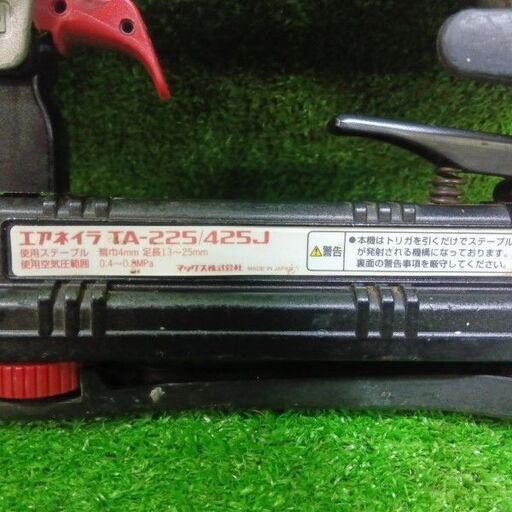 エアネイラ TA-225/425J
使用ステープル 肩巾4mm 足長13～25mm
使用空気圧範囲 0.4～0.8MPa
マックス株式会社 MADE IN JAPAN
⚠警告
●本機はトリガを引くだけでステープル
が発射される機構になっております。
裏面の警告事項を厳守してください。